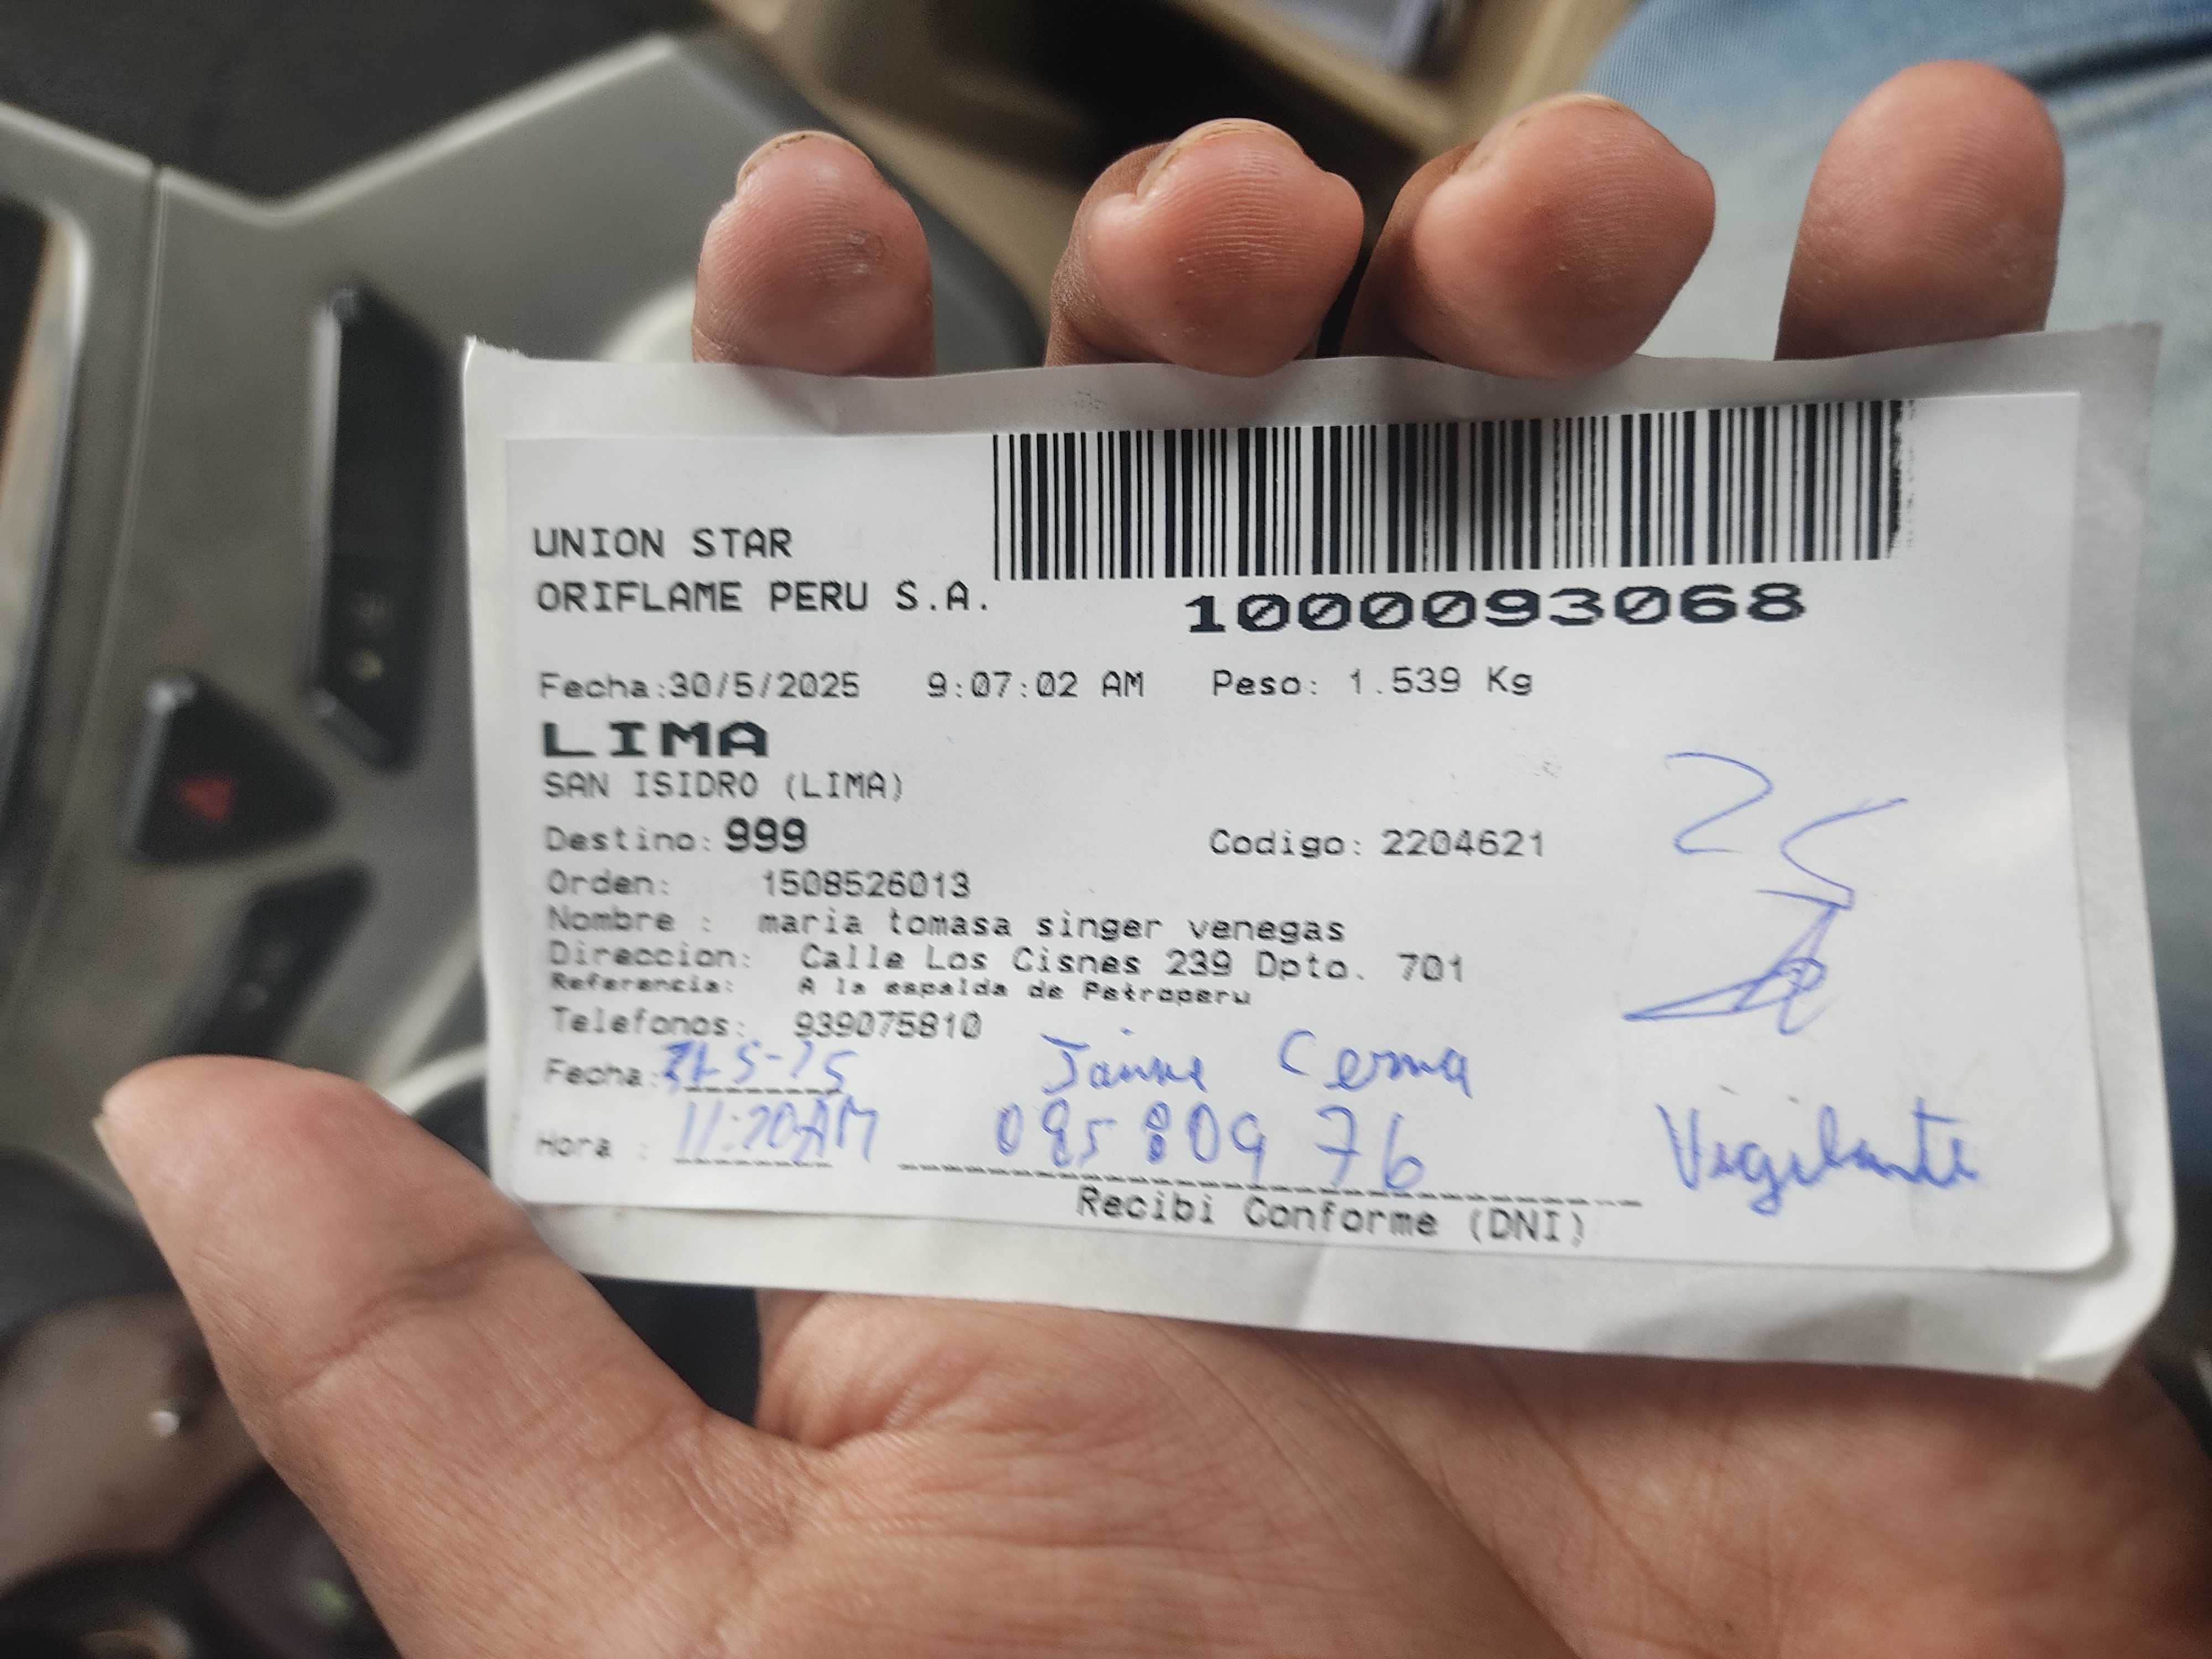 UNION STAR
ORIFLAME PERU S.A.
1000093068
Fecha:30/5/2025 9:07:02 AM Peso: 1.539 Kg
LIMA
SAN ISIDRO (LIMA)
Destino: 999 Codigo: 2204621
25
Orden: 1508526013
Nombre : maria tomasa singer venegas
Direccion: Calle Los Cisnes 239 Dpto. 701
Referencia: A la espalda de Petroperu
Telefonos: 939075810
Fecha: Jaime
Hora : 11:20AM Vigilante
Recibi Conforme (DNI)